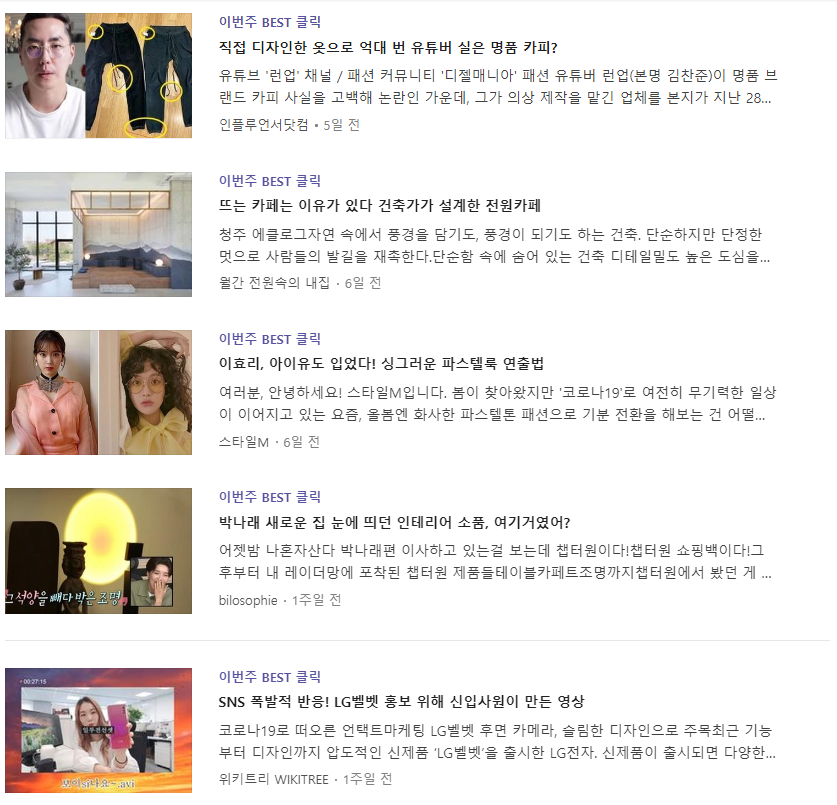 이번주 BEST 클릭
직접 디자인한 옷으로 억대 번 유튜버 실은 명품 카피?
유튜브 '런업' 채널 / 패션 커뮤니티 '디젤매니아' 패션 유튜버 런업(본명 김찬준)이 명품 브
랜드 카피 사실을 고백해 논란인 가운데, 그가 의상 제작을 맡긴 업체를 본지가 지난 28...
인플루언서닷컴 · 5일 전
이번주 BEST 클릭
뜨는 카페는 이유가 있다 건축가가 설계한 전원카페
청주 에클로그자연 속에서 풍경을 담기도, 풍경이 되기도 하는 건축. 단순하지만 단정한
멋으로 사람들의 발길을 재촉한다.단순함 속에 숨어 있는 건축 디테일밀도 높은 도심을...
월간 전원속의 내집 · 6일 전
이번주 BEST 클릭
이효리, 아이유도 입었다! 싱그러운 파스텔룩 연출법
여러분, 안녕하세요! 스타일M입니다. 봄이 찾아왔지만 '코로나19'로 여전히 무기력한 일상
이 이어지고 있는 요즘, 올봄엔 화사한 파스텔톤 패션으로 기분 전환을 해보는 건 어떨...
스타일M · 6일 전
이번주 BEST 클릭
박나래 새로운 집 눈에 띄던 인테리어 소품, 여기거였어?
어젯밤 나혼자산다 박나래편 이사하고 있는걸 보는데 챕터원이다!챕터원 쇼핑백이다!그
후부터 내 레이더망에 포착된 챕터원 제품들테이블카페트조명까지챕터원에서 봤던 게 ...
그 석양을 빼다 박은 조명
bilosophie · 1주일 전
이번주 BEST 클릭
SNS 폭발적 반응! LG벨벳 홍보 위해 신입사원이 만든 영상
코로나19로 떠오른 언택트마케팅 LG벨벳 후면 카메라, 슬림한 디자인으로 주목최근 기능
부터 디자인까지 압도적인 신제품 'LG벨벳'을 출시한 LG전자. 신제품이 출시되면 다양한...
위키트리 WIKITREE · 1주일 전
00:27:15
일루젼선셋
보이si나요~.avi